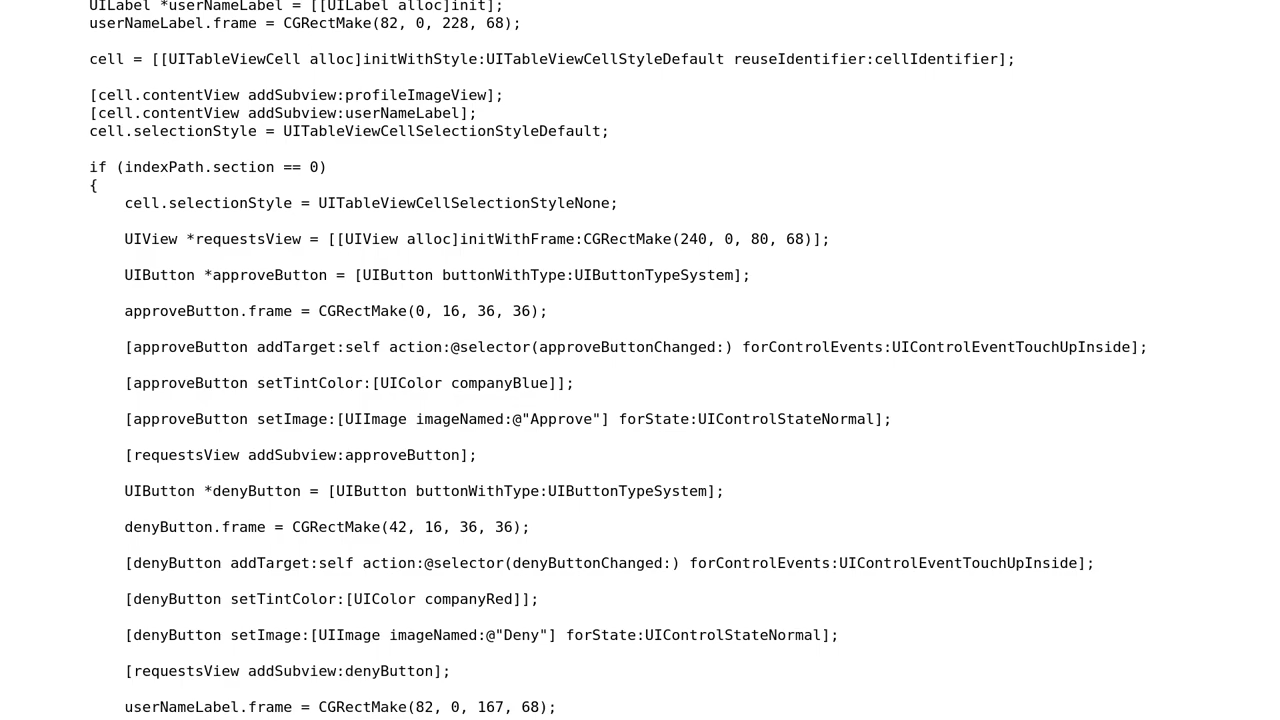 UILabel *userNameLabel = [[UILabel alloc]init];
userNameLabel.frame = CGRectMake(82, 0, 228, 68);
cell = [[UITableViewCell alloc]initWithStyle:UITableViewCellStyleDefault reuseIdentifier:cellIdentifier];
[cell.contentView addSubview:profileImageView];
[cell.contentView addSubview:userNameLabel];
cell.selectionStyle = UITableViewCellSelectionStyleDefault;
if (indexPath.section == 0)
{
cell.selectionStyle = UITableViewCellSelectionStyleNone;
UIView *requestsView = [[UIView alloc]initWithFrame:CGRectMake(240, 0, 80, 68)];
UIButton *approveButton = [UIButton buttonWithType:UIButtonTypeSystem];
approveButton.frame = CGRectMake(0, 16, 36, 36);
[approveButton addTarget:self action:@selector(approveButtonChanged:) forControlEvents:UIControlEventTouchUpInside];
[approveButton setTintColor:[UIColor companyBlue]];
[approveButton setImage:[UIImage imageNamed:@"Approve"] forState:UIControlStateNormal];
[requestsView addSubview:approveButton];
UIButton *denyButton = [UIButton buttonWithType:UIButtonTypeSystem];
denyButton.frame = CGRectMake(42, 16, 36, 36);
[denyButton addTarget:self action:@selector(denyButtonChanged:) forControlEvents:UIControlEventTouchUpInside];
[denyButton setTintColor:[UIColor companyRed]];
[denyButton setImage:[UIImage imageNamed:@"Deny"] forState:UIControlStateNormal];
[requestsView addSubview:denyButton];
userNameLabel.frame = CGRectMake(82, 0, 167, 68);